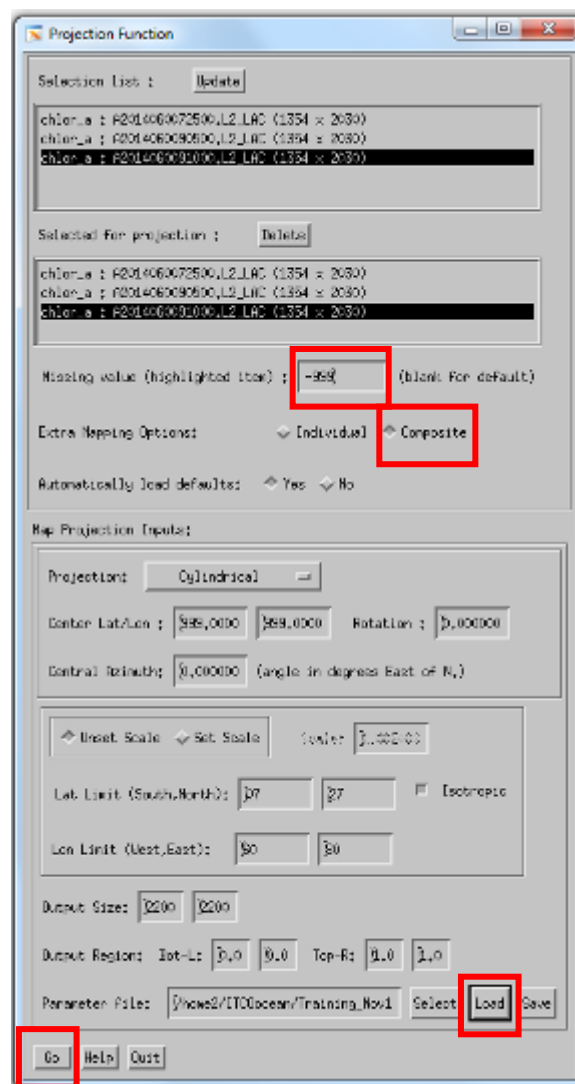 Projection Function
Selection List : Update
chlor_a : A2014060072500.L2_LAC (1354 x 2030)
chlor_a : A2014060090500.L2_LAC (1354 x 2030)
chlor_a : A2014060091000.L2_LAC (1354 x 2030)
Selected for projection : Delete
chlor_a : A2014060072500.L2_LAC (1354 x 2030)
chlor_a : A2014060090500.L2_LAC (1354 x 2030)
chlor_a : A2014060091000.L2_LAC (1354 x 2030)
Missing value (highlighted item) : -999 (blank for default)
Extra Mapping Options: Individual Composite
Automatically load defaults: Yes No
Map Projection Inputs:
Projection: Cylindrical
Center Lat/Lon : 999.0000 999.0000 Rotation : 0.000000
Central Azimuth: 0.000000 (angle in degrees East of N.)
Unset Scale Set Scale Scale:
Lat Limit (South,North): 07 27
Lon Limit (West,East):
Output Size: 2200 2200
Output Region: Bot-L: 0.0 0.0 Top-R: 1.0 1.0
Parameter file: /home2/ITCOocean/Training_Nov1 Select Load Save
Go Help Quit